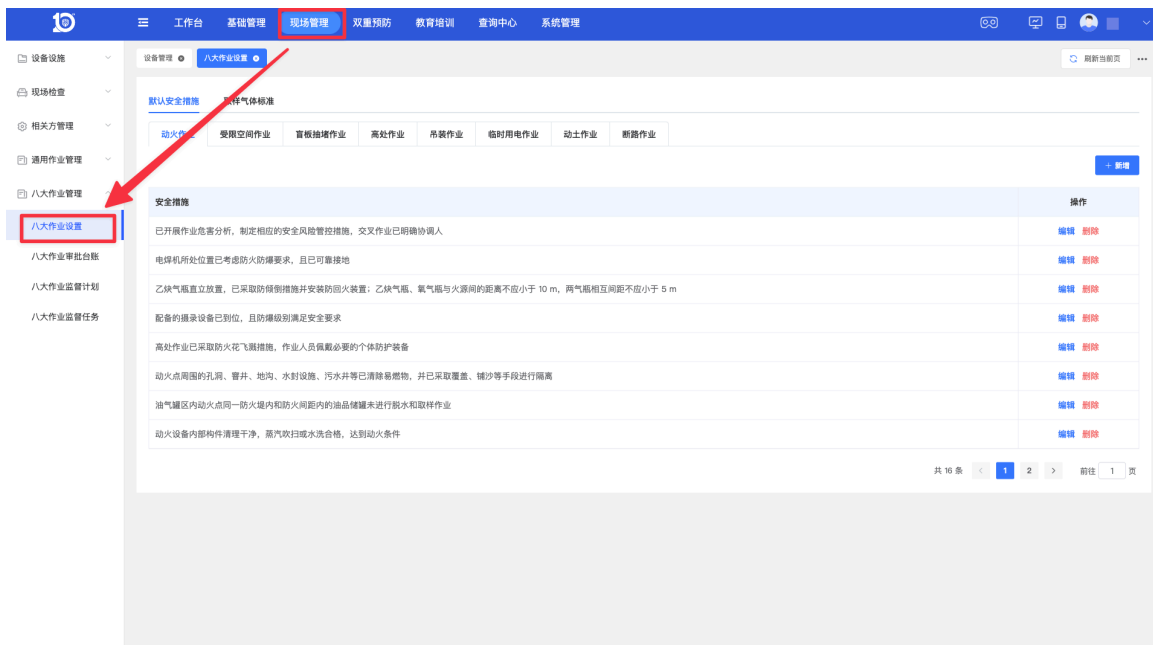 工作台 基础管理 现场管理 双重预防 教育培训 查询中心 系统管理
设备设施
现场检查
相关方管理
通用作业管理
八大作业管理
八大作业设置
八大作业审批台账
八大作业监督计划
八大作业监督任务
设备管理 八大作业设置 刷新当前页
默认安全措施 样气体标准
动火作业 受限空间作业 盲板抽堵作业 高处作业 吊装作业 临时用电作业 动土作业 断路作业
+ 新增
安全措施 操作
已开展作业危害分析，制定相应的安全风险管控措施，交叉作业已明确协调人 编辑 删除
电焊机所处位置已考虑防火防爆要求，且已可靠接地 编辑 删除
乙炔气瓶直立放置，已采取防倾倒措施并安装防回火装置；乙炔气瓶、氧气瓶与火源间的距离不应小于 10 m，两气瓶相互间距不应小于 5 m 编辑 删除
配备的摄录设备已到位，且防爆级别满足安全要求 编辑 删除
高处作业已采取防火花飞溅措施，作业人员佩戴必要的个体防护装备 编辑 删除
动火点周围的孔洞、窨井、地沟、水封设施、污水井等已清除易燃物，并已采取覆盖、铺沙等手段进行隔离 编辑 删除
油气罐区内动火点同一防火堤内和防火间距内的油品储罐未进行脱水和取样作业 编辑 删除
动火设备内部构件清理干净，蒸汽吹扫或水洗合格，达到动火条件 编辑 删除
共 16 条 1 2 前往 1 页